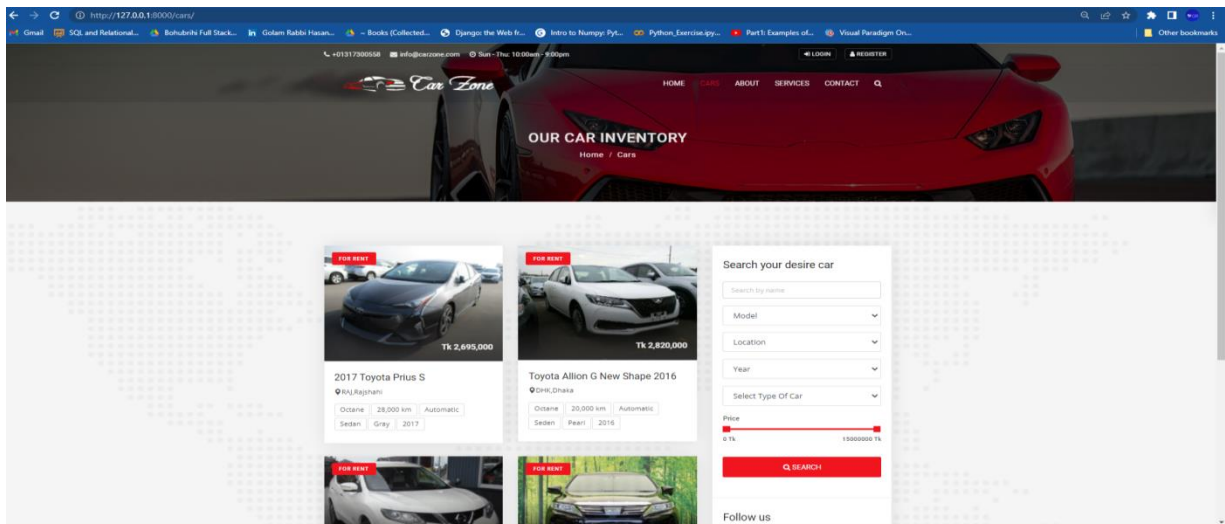 http://127.0.0.1:8000/cars/
Gmail SQL and Relational... Bohubrihi Full Stack... Golam Rabbi Hasan... – Books (Collected... Django: the Web fr... Intro to Numpy: Pyt... Python_Exercise.ipy... Part1: Examples of... Visual Paradigm On... Other bookmarks
+01317300558 info@carzone.com Sun–Thu: 10:00am - 9:00pm LOGIN REGISTER
Car Zone HOME CARS ABOUT SERVICES CONTACT
OUR CAR INVENTORY
Home / Cars
FOR RENT
Tk 2,695,000
2017 Toyota Prius S
RAJ,Rajshahi
Octane 28,000 km Automatic
Sedan Gray 2017
FOR RENT
Tk 2,820,000
Toyota Allion G New Shape 2016
DHK,Dhaka
Octane 20,000 km Automatic
Sedan Pearl 2016
FOR RENT
FOR RENT
Search your desire car
Search by name
Model
Location
Year
Select Type Of Car
Price
0 Tk 15000000 Tk
SEARCH
Follow us